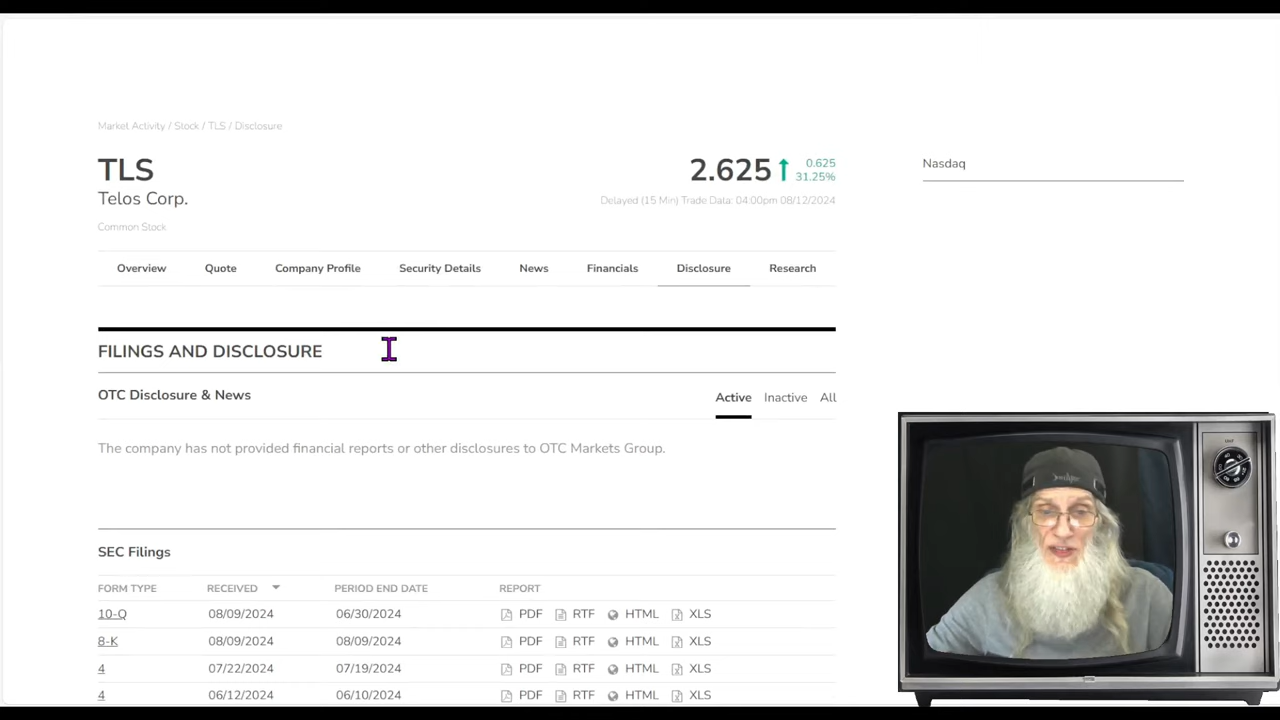 Market Activity / Stock / TLS / Disclosure
TLS
2.625 0.625
31.25%
Nasdaq
Telos Corp.
Delayed (15 Min) Trade Data: 04:00pm 08/12/2024
Common Stock
Overview Quote Company Profile Security Details News Financials Disclosure Research
FILINGS AND DISCLOSURE
OTC Disclosure & News Active Inactive All
The company has not provided financial reports or other disclosures to OTC Markets Group.
SEC Filings
FORM TYPE RECEIVED PERIOD END DATE REPORT
10-Q 08/09/2024 06/30/2024 PDF RTF HTML XLS
8-K 08/09/2024 08/09/2024 PDF RTF HTML XLS
4 07/22/2024 07/19/2024 PDF RTF HTML XLS
4 06/12/2024 06/10/2024 PDF RTF HTML XLS